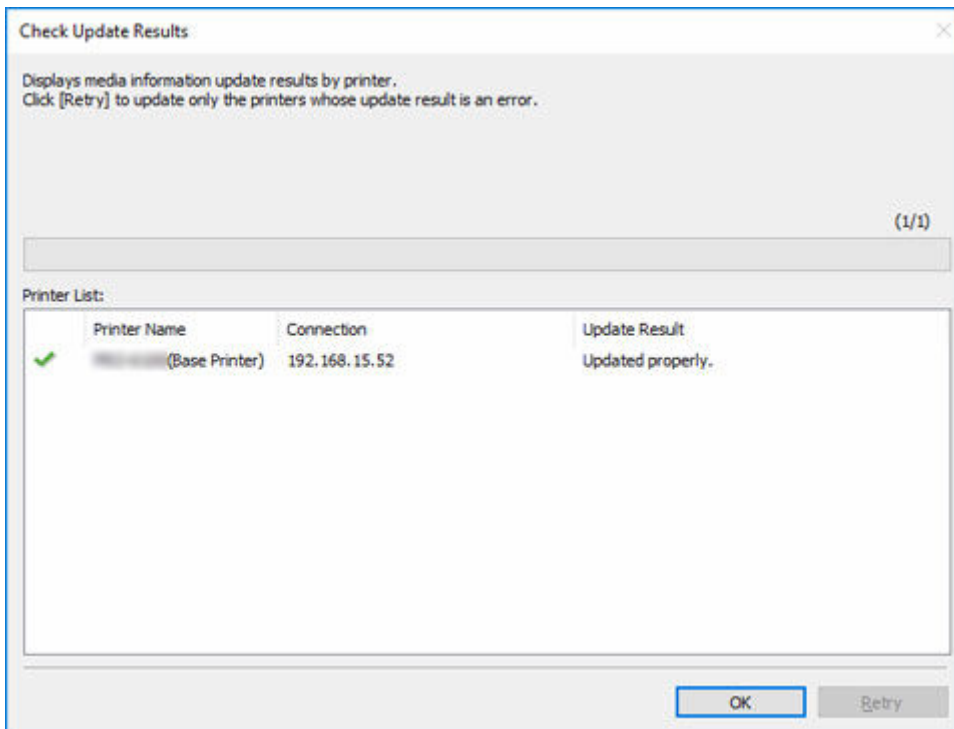 Check Update Results
Displays media information update results by printer.
Click [Retry] to update only the printers whose update result is an error.
(1/1)
Printer List:
Printer Name Connection Update Result
(Base Printer) 192.168.15.52 Updated properly.
OK Retry